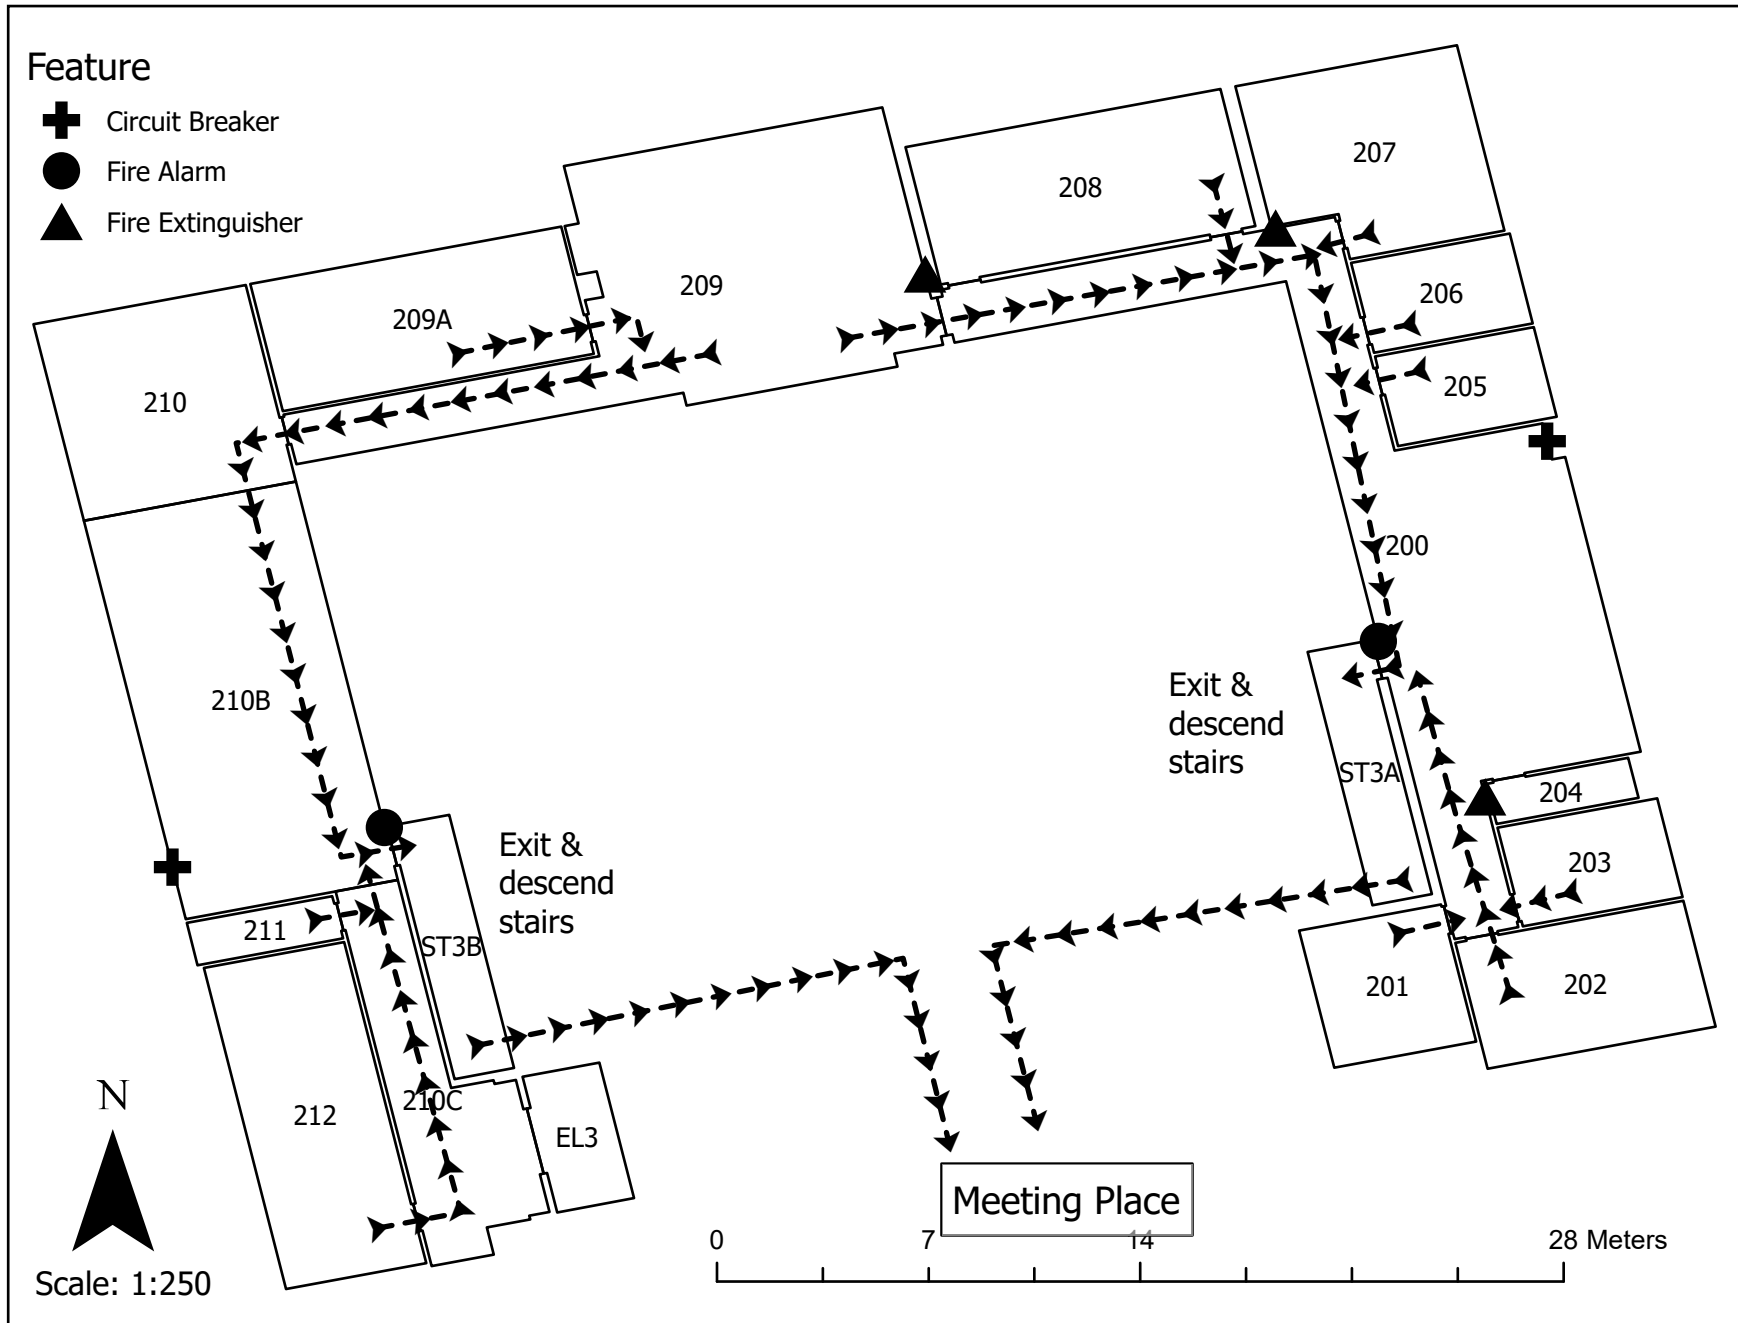 Feature
Circuit Breaker
Fire Alarm
Fire Extinguisher
207
208
209
206
209A
205
210
200
210B
Exit &
descend
stairs
ST3A
204
Exit &
descend
stairs
203
211
ST3B
201
202
N
212
210C
EL3
Meeting Place
0
7
14
28 Meters
Scale: 1:250